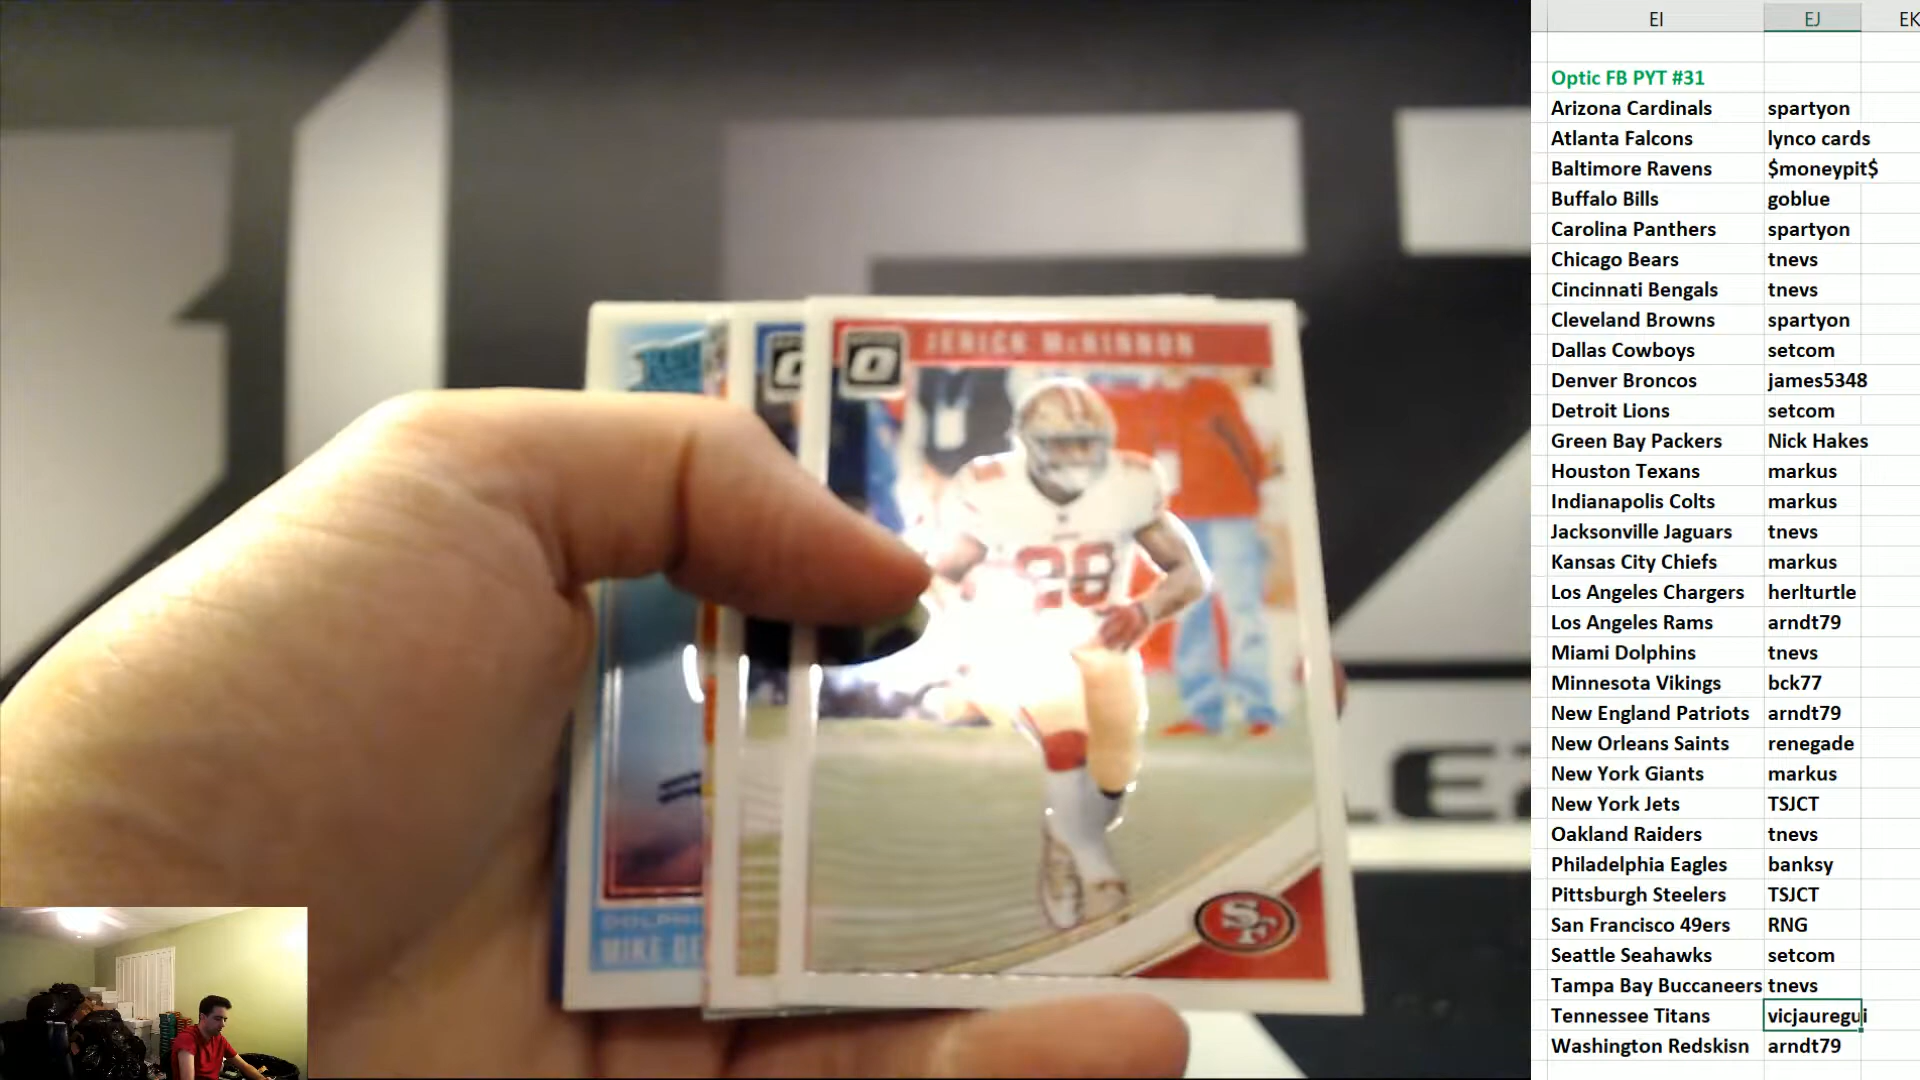 EI EJ EK
Optic FB PYT #31
Arizona Cardinals spartyon
Atlanta Falcons lynco cards
Baltimore Ravens $moneypit$
Buffalo Bills goblue
Carolina Panthers spartyon
Chicago Bears tnevs
Cincinnati Bengals tnevs
Cleveland Browns spartyon
Dallas Cowboys setcom
Denver Broncos james5348
Detroit Lions setcom
Green Bay Packers Nick Hakes
Houston Texans markus
Indianapolis Colts markus
Jacksonville Jaguars tnevs
Kansas City Chiefs markus
Los Angeles Chargers herlturtle
Los Angeles Rams arndt79
Miami Dolphins tnevs
Minnesota Vikings bck77
New England Patriots arndt79
New Orleans Saints renegade
New York Giants markus
New York Jets TSJCT
Oakland Raiders tnevs
Philadelphia Eagles banksy
Pittsburgh Steelers TSJCT
San Francisco 49ers RNG
Seattle Seahawks setcom
Tampa Bay Buccaneers tnevs
Tennessee Titans vicjauregui
Washington Redskisn arndt79
JERICK McKINNON
O
28
SF
DOLPH
MIKE GE